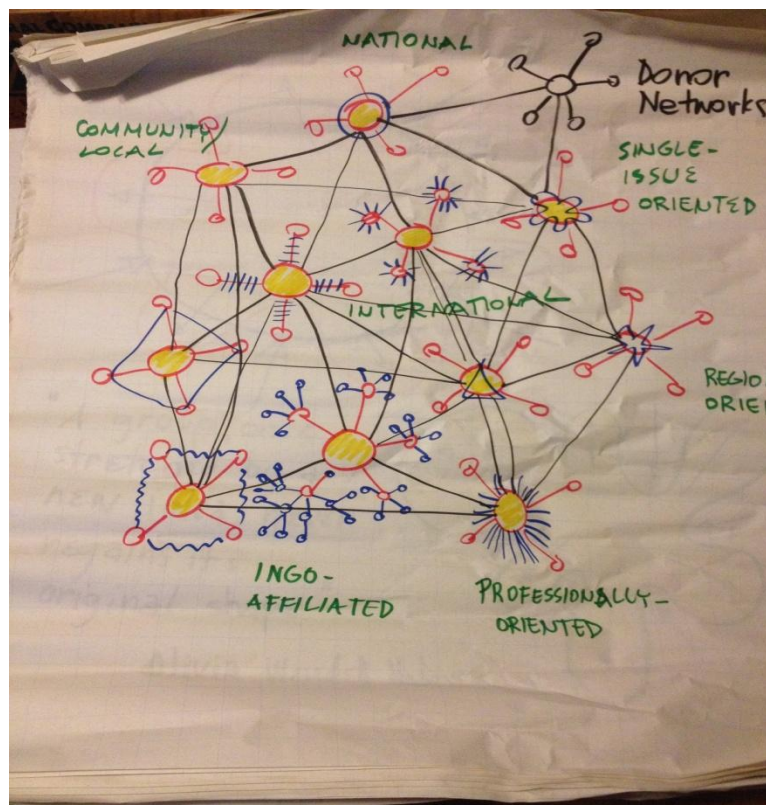 NATIONAL
Donor
Networks
COMMUNITY/
LOCAL
SINGLE-
ISSUE
ORIENTED
INTERNATIONAL
INGO-
AFFILIATED
PROFESSIONALLY-
ORIENTED